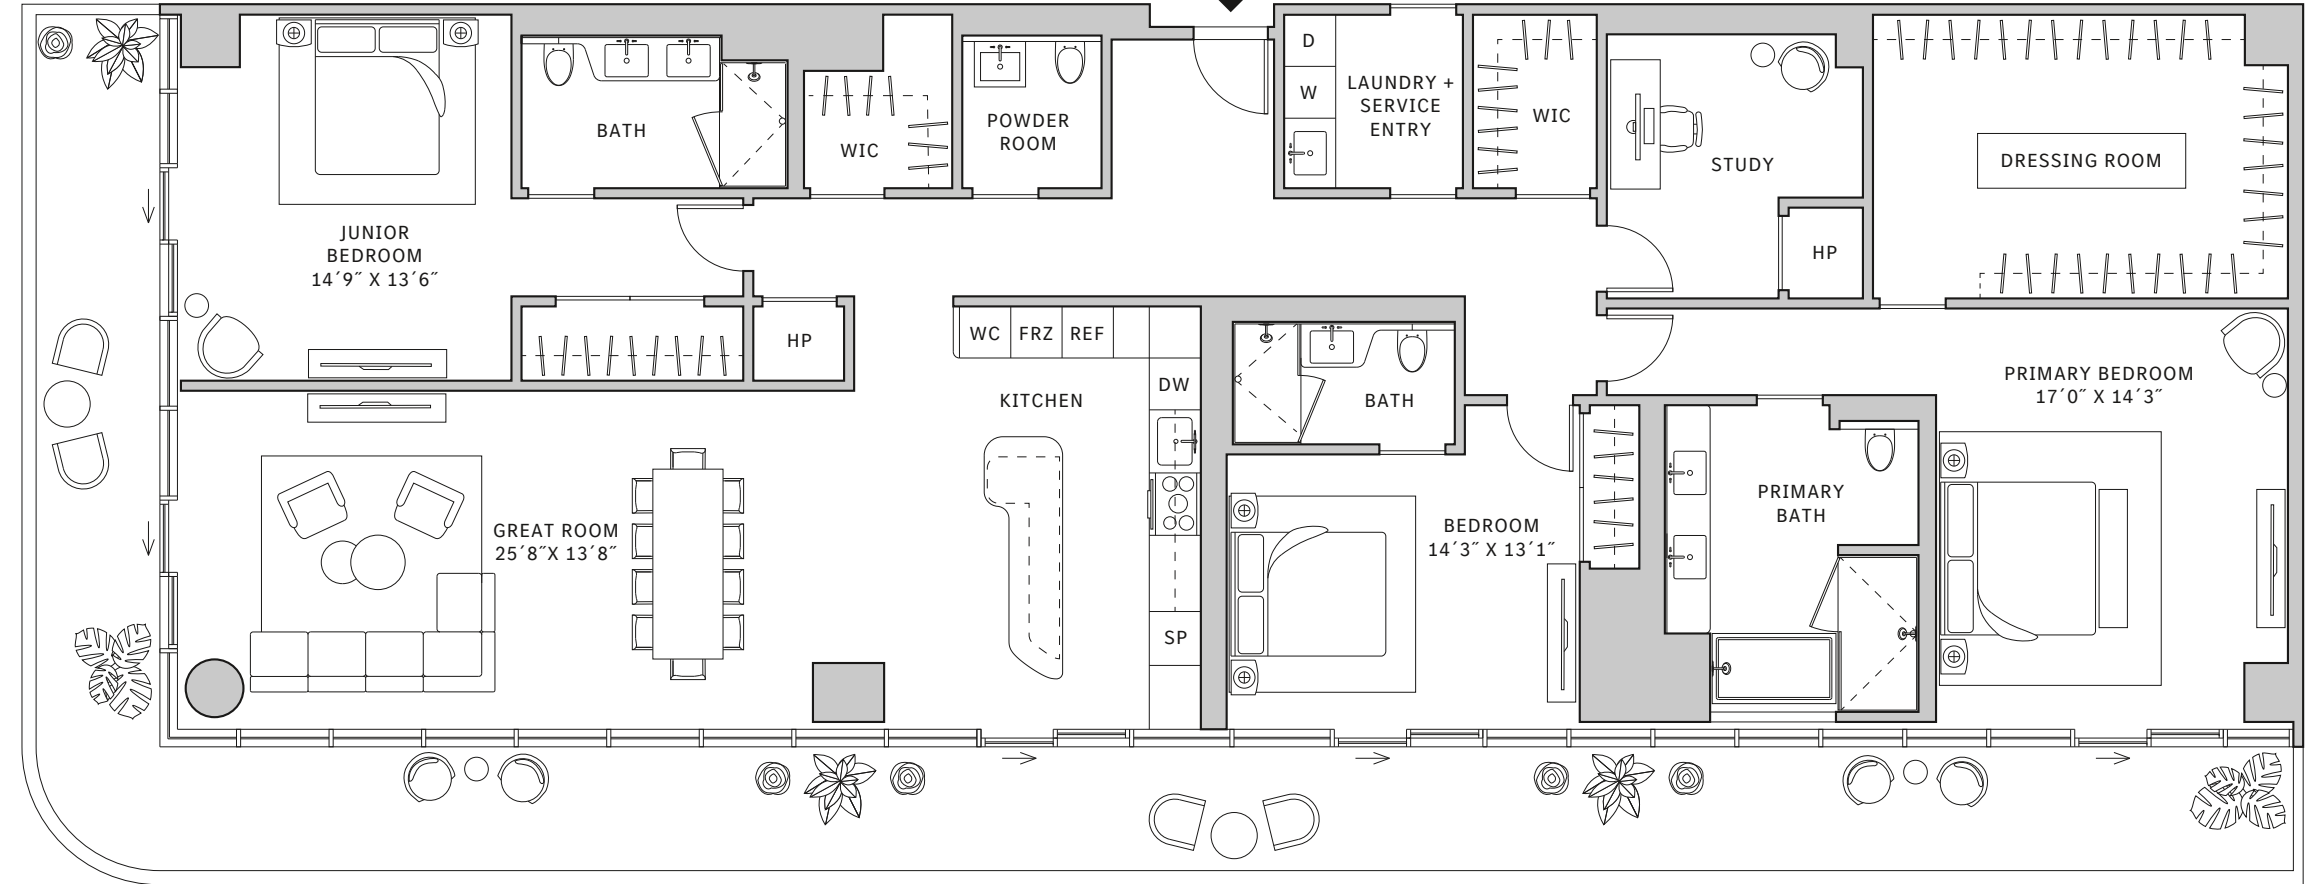 D
W
LAUNDRY +
SERVICE
ENTRY
BATH
WIC
POWDER
ROOM
WIC
STUDY
DRESSING ROOM
JUNIOR
BEDROOM
14´9˝ X 13´6˝
HP
HP
WC
FRZ
REF
DW
KITCHEN
BATH
PRIMARY BEDROOM
17´0˝ X 14´3˝
GREAT ROOM
25´8˝X 13´8˝
BEDROOM
14´3˝ X 13´1˝
PRIMARY
BATH
SP